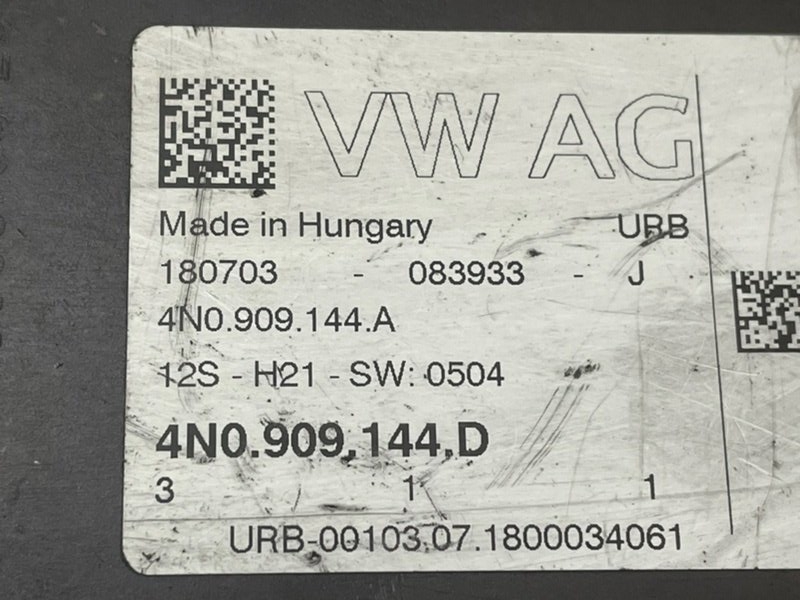 VW AG
Made in Hungary URB
180703 - 083933 - J
4N0.909.144.A
12S - H21 - SW: 0504
4N0.909.144.D
3 1 1
URB-00103.07.1800034061